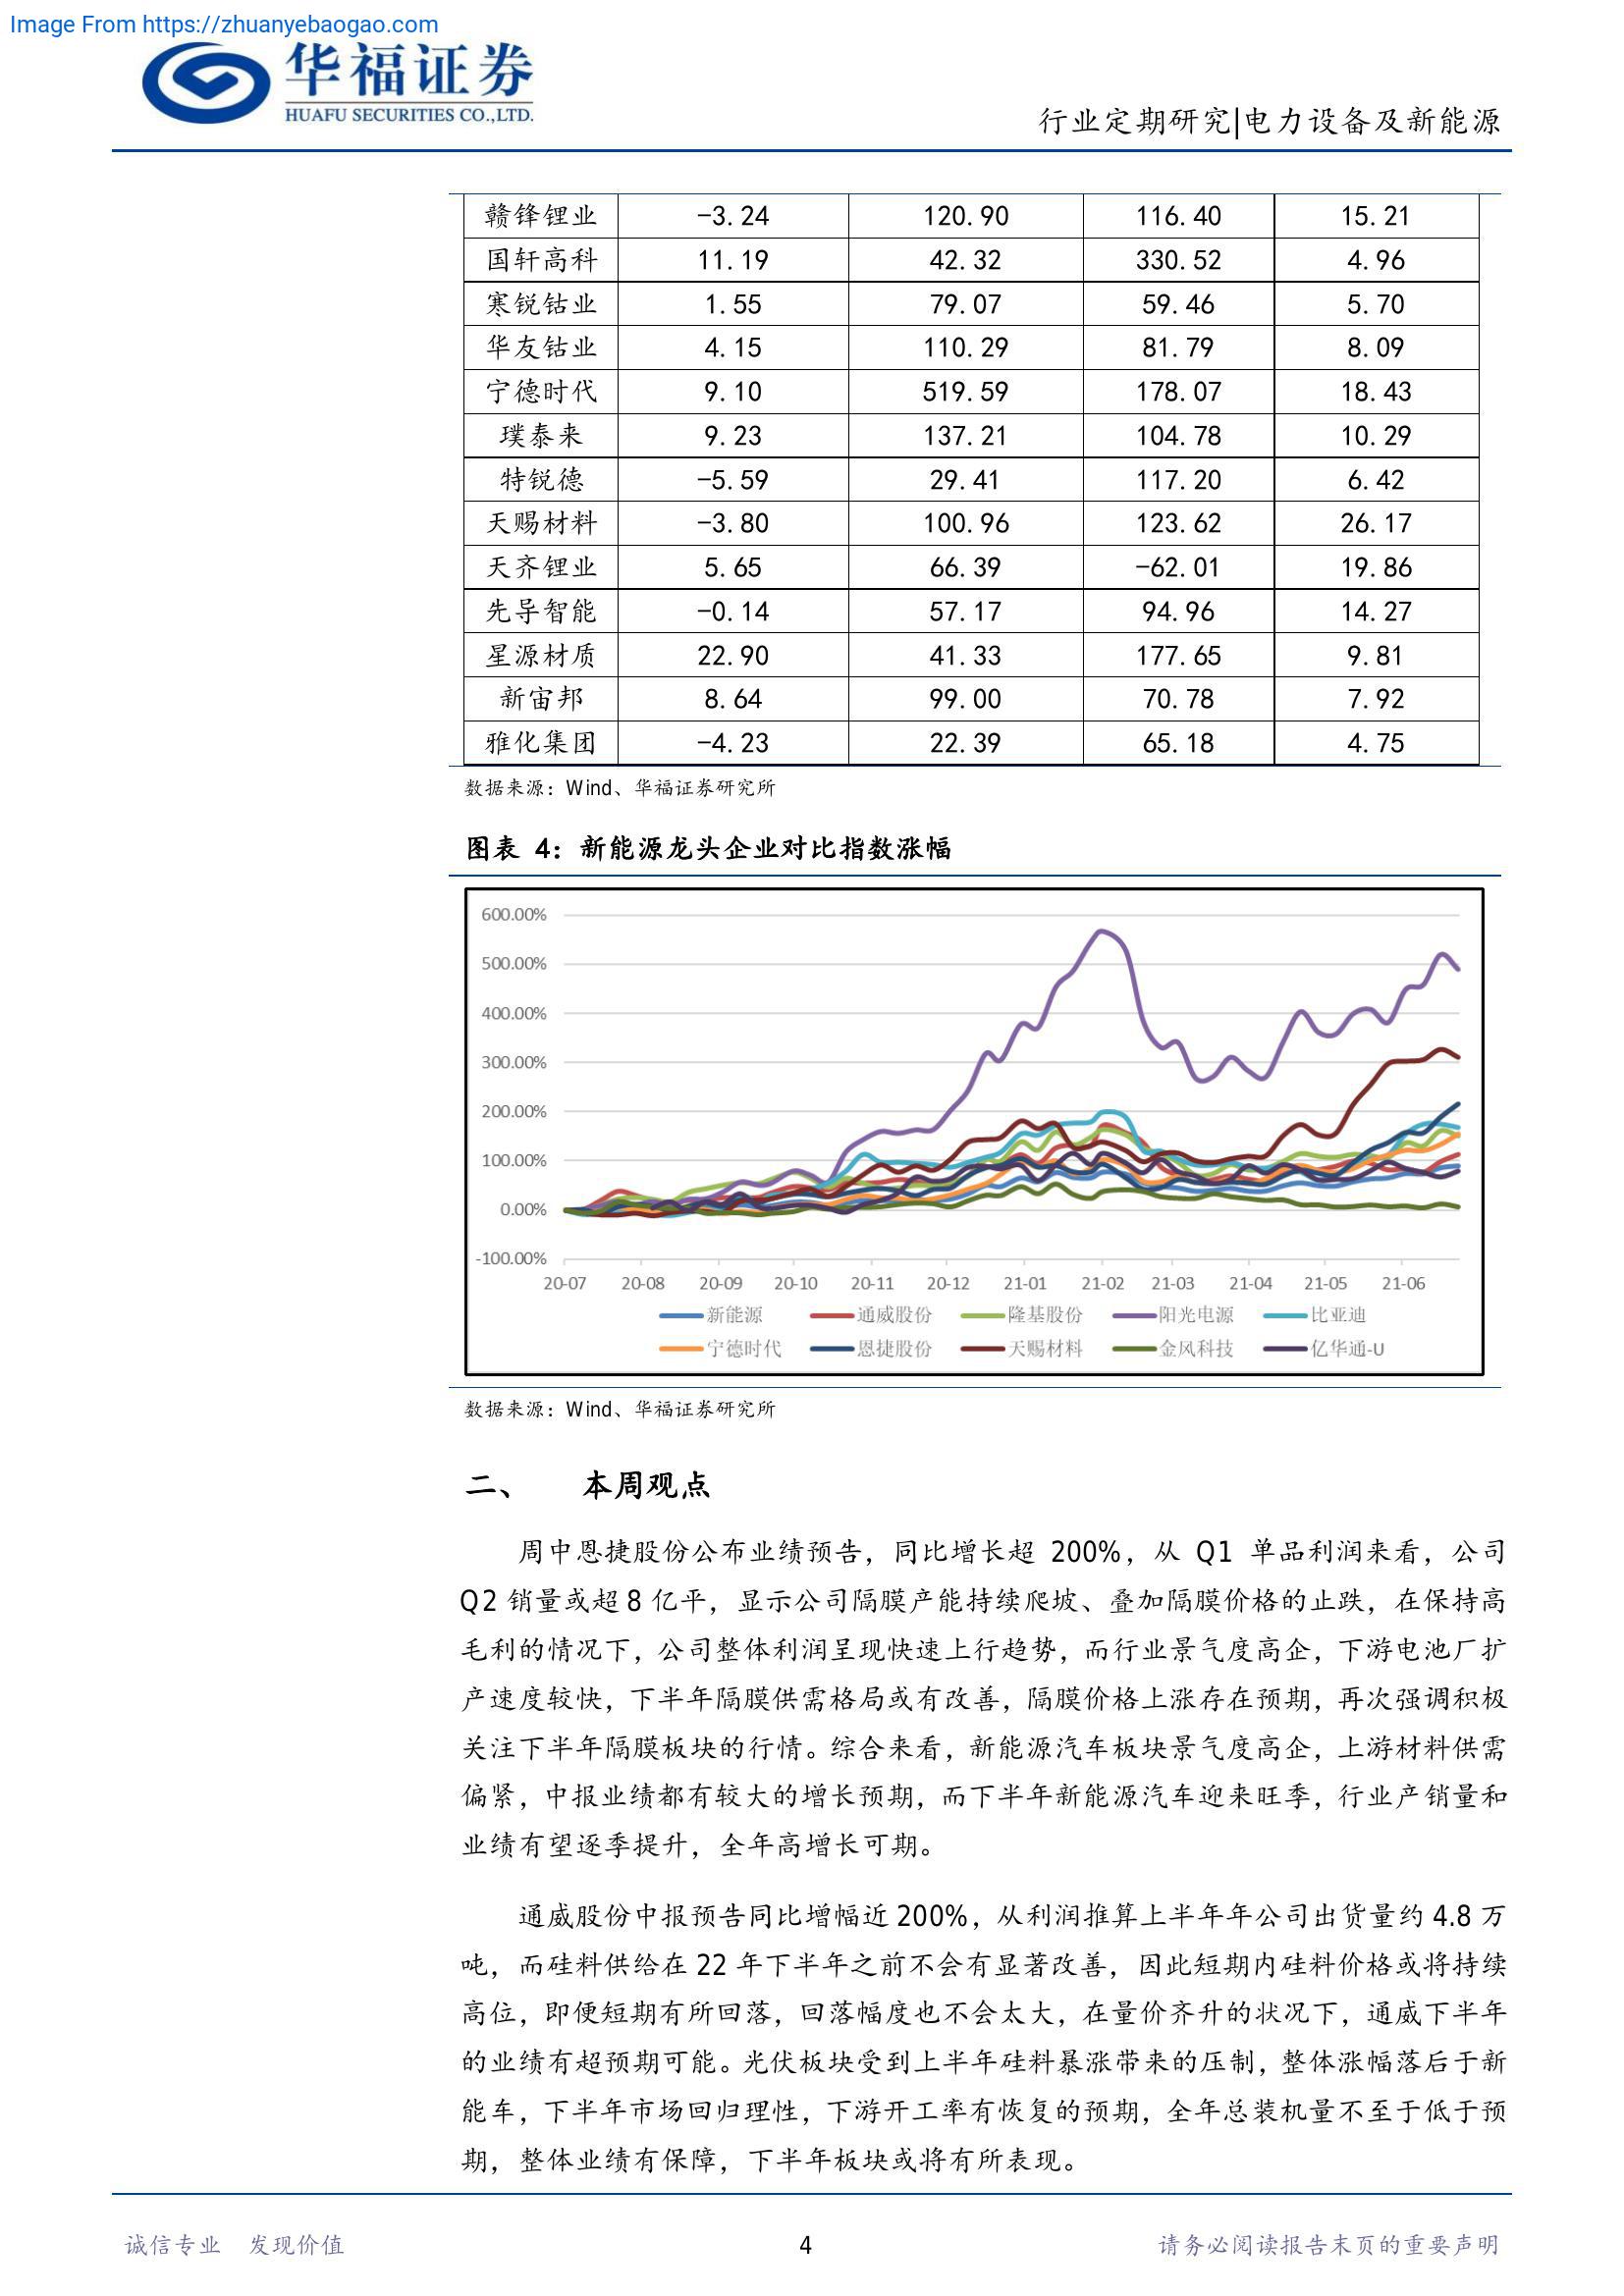 Image From https://zhuanyebaogao.com
华福证券
HUAFU SECURITIES CO.,LTD.
行业定期研究|电力设备及新能源
赣锋锂业 -3.24 120.90 116.40 15.21
国轩高科 11.19 42.32 330.52 4.96
寒锐钴业 1.55 79.07 59.46 5.70
华友钴业 4.15 110.29 81.79 8.09
宁德时代 9.10 519.59 178.07 18.43
璞泰来 9.23 137.21 104.78 10.29
特锐德 -5.59 29.41 117.20 6.42
天赐材料 -3.80 100.96 123.62 26.17
天齐锂业 5.65 66.39 -62.01 19.86
先导智能 -0.14 57.17 94.96 14.27
星源材质 22.90 41.33 177.65 9.81
新宙邦 8.64 99.00 70.78 7.92
雅化集团 -4.23 22.39 65.18 4.75
数据来源：Wind、华福证券研究所
图表 4：新能源龙头企业对比指数涨幅
600.00%
500.00%
400.00%
300.00%
200.00%
100.00%
0.00%
-100.00%
20-07 20-08 20-09 20-10 20-11 20-12 21-01 21-02 21-03 21-04 21-05 21-06
新能源 通威股份 隆基股份 阳光电源 比亚迪
宁德时代 恩捷股份 天赐材料 金风科技 亿华通-U
数据来源：Wind、华福证券研究所
二、 本周观点
周中恩捷股份公布业绩预告，同比增长超 200%，从 Q1 单品利润来看，公司
Q2 销量或超 8 亿平，显示公司隔膜产能持续爬坡、叠加隔膜价格的止跌，在保持高
毛利的情况下，公司整体利润呈现快速上行趋势，而行业景气度高企，下游电池厂扩
产速度较快，下半年隔膜供需格局或有改善，隔膜价格上涨存在预期，再次强调积极
关注下半年隔膜板块的行情。综合来看，新能源汽车板块景气度高企，上游材料供需
偏紧，中报业绩都有较大的增长预期，而下半年新能源汽车迎来旺季，行业产销量和
业绩有望逐季提升，全年高增长可期。
通威股份中报预告同比增幅近 200%，从利润推算上半年年公司出货量约 4.8 万
吨，而硅料供给在 22 年下半年之前不会有显著改善，因此短期内硅料价格或将持续
高位，即便短期有所回落，回落幅度也不会太大，在量价齐升的状况下，通威下半年
的业绩有超预期可能。光伏板块受到上半年硅料暴涨带来的压制，整体涨幅落后于新
能车，下半年市场回归理性，下游开工率有恢复的预期，全年总装机量不至于低于预
期，整体业绩有保障，下半年板块或将有所表现。
诚信专业 发现价值 4 请务必阅读报告末页的重要声明